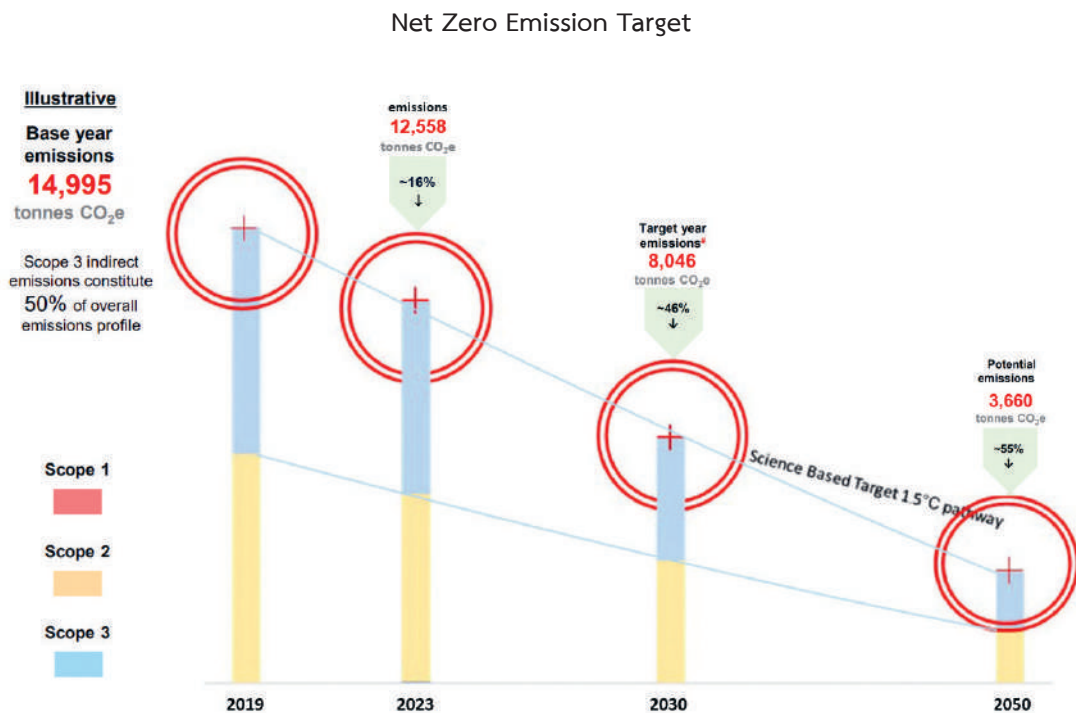 Net Zero Emission Target
Illustrative
Base year
emissions
14,995
tonnes CO₂e
Scope 3 indirect
emissions constitute
50% of overall
emissions profile
emissions
12,558
tonnes CO₂e
~16%
↓
Target year
emissions*
8,046
tonnes CO₂e
~46%
↓
Potential
emissions
3,660
tonnes CO₂e
~55%
↓
Science Based Target 1.5°C pathway
Scope 1
Scope 2
Scope 3
2019
2023
2030
2050